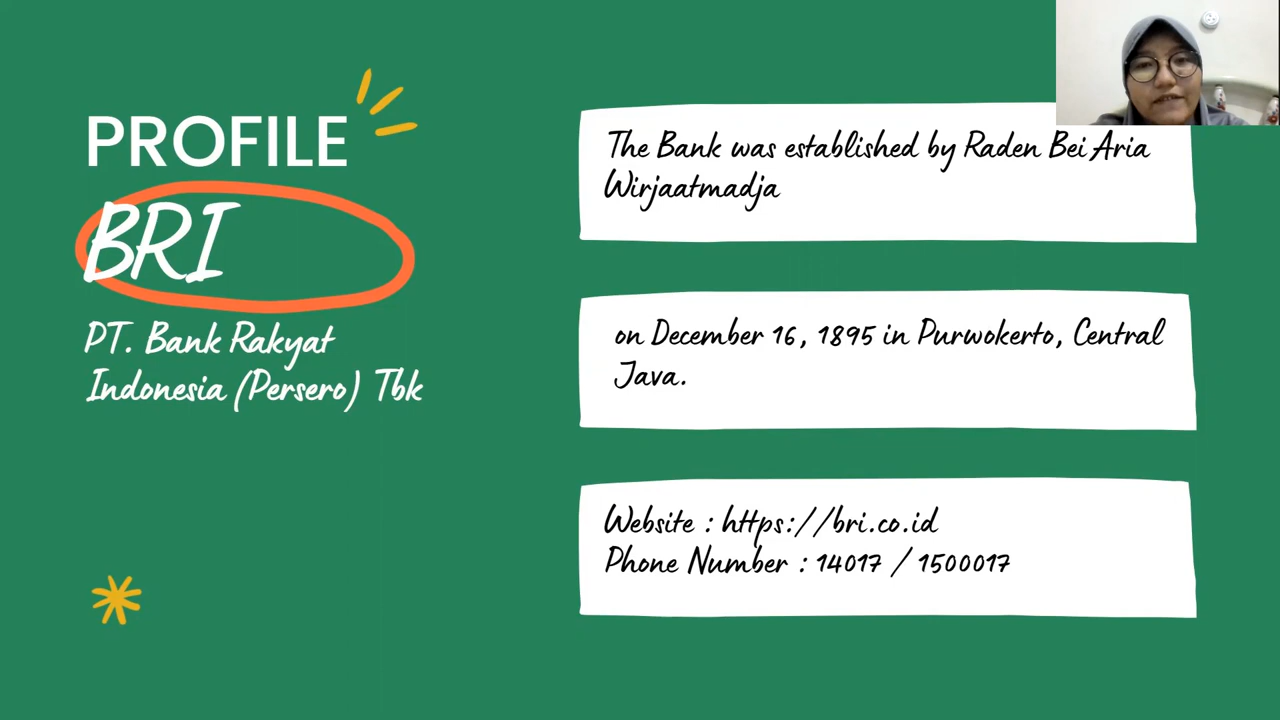 PROFILE
BRI
PT. Bank Rakyat
Indonesia (Persero) Tbk
The Bank was established by Raden Bei Aria
Wirjaatmadja
on December 16, 1895 in Purwokerto, Central
Java.
Website : https://bri.co.id
Phone Number : 14017 / 1500017